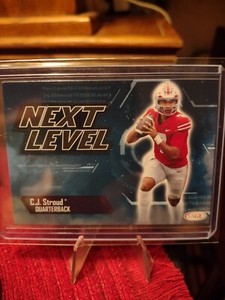 NEXT
LEVEL
C.J. Stroud
QUARTERBACK